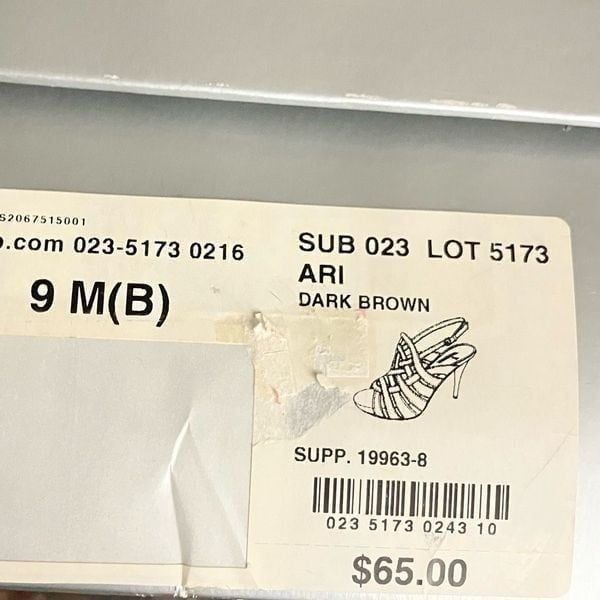 S2067515001
.com 023-5173 0216
9 M(B)
SUB 023 LOT 5173
ARI
DARK BROWN
SUPP. 19963-8
023 5173 0243 10
$65.00